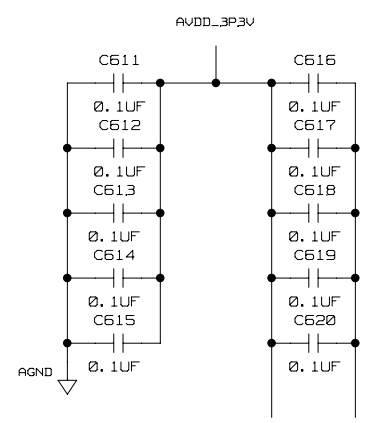 AVDD_3P3V
C611 C616
0.1UF 0.1UF
C612 C617
0.1UF 0.1UF
C613 C618
0.1UF 0.1UF
C614 C619
0.1UF 0.1UF
C615 C620
0.1UF 0.1UF
AGND